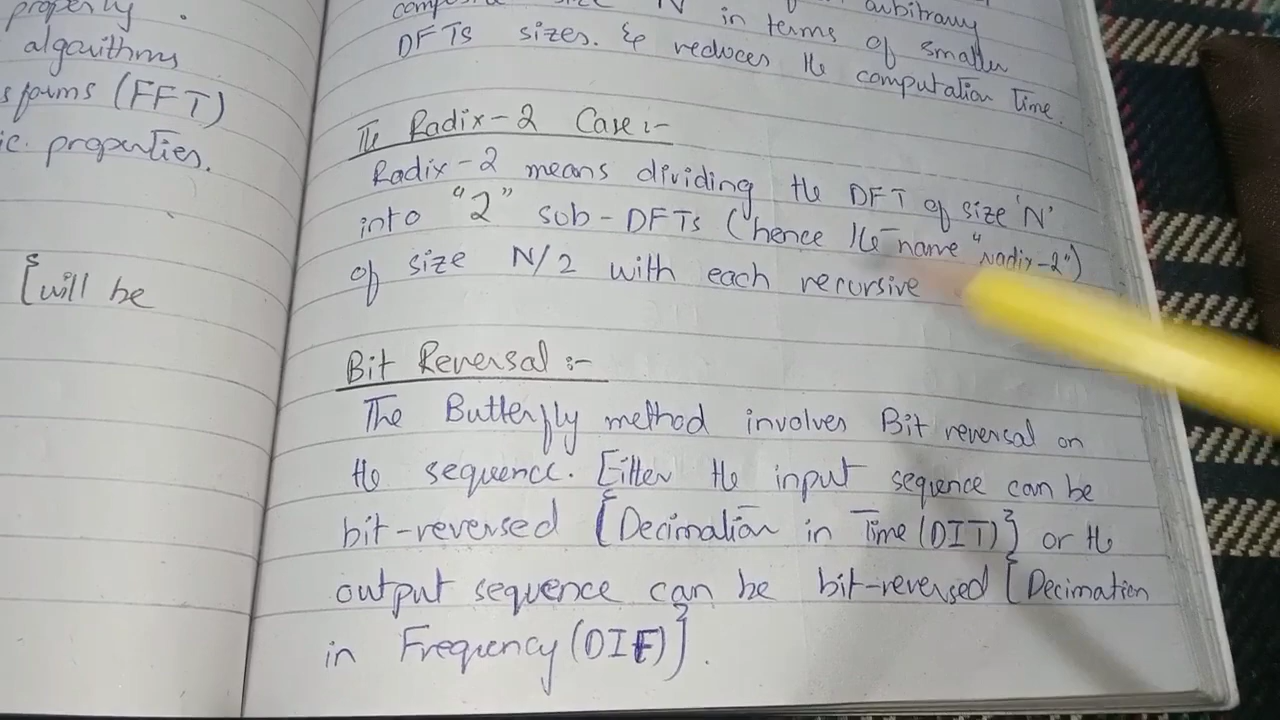 properly.
algorithms
sforms (FFT)
ic. properties.
{will be
N in terms of smaller
arbitrary
DFTs sizes. & reduces the computation Time.
The Radix-2 Case :-
Radix-2 means dividing the DFT of size 'N'
into "2" sub-DFTs (hence the name "radix-2")
of size N/2 with each recursive
Bit Reversal :-
The Butterfly method involves Bit reversal on
the sequence. Either the input sequence can be
bit-reversed {Decimation in Time (DIT)} or the
output sequence can be bit-reversed {Decimation
in Frequency (DIF)}.